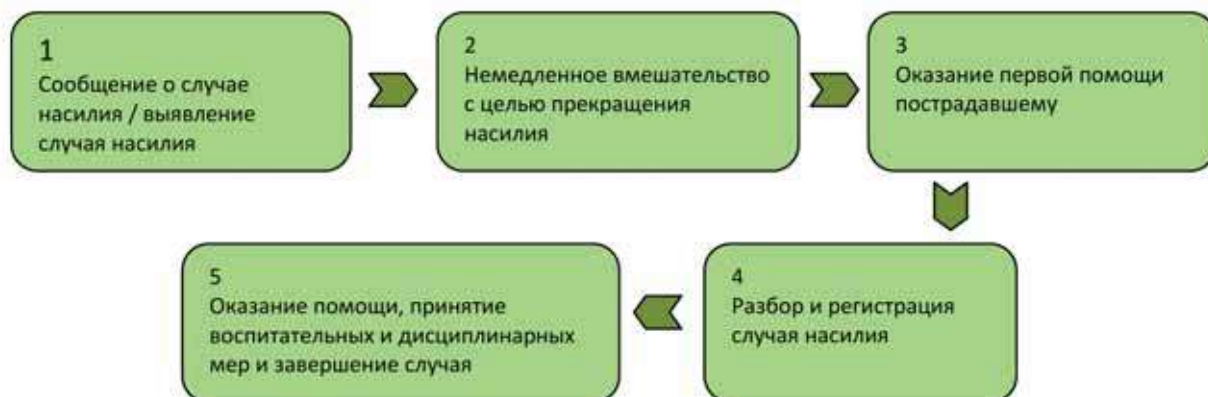 1
Сообщение о случае
насилия / выявление
случая насилия
2
Немедленное вмешательство
с целью прекращения
насилия
3
Оказание первой помощи
пострадавшему
4
Разбор и регистрация
случая насилия
5
Оказание помощи, принятие
воспитательных и дисциплинарных
мер и завершение случая